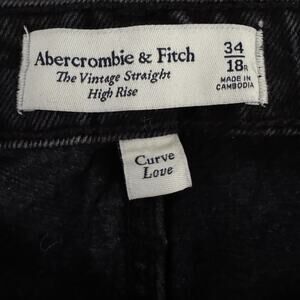 Abercrombie & Fitch
The Vintage Straight
High Rise
34
18R
MADE IN
CAMBODIA
Curve
Love